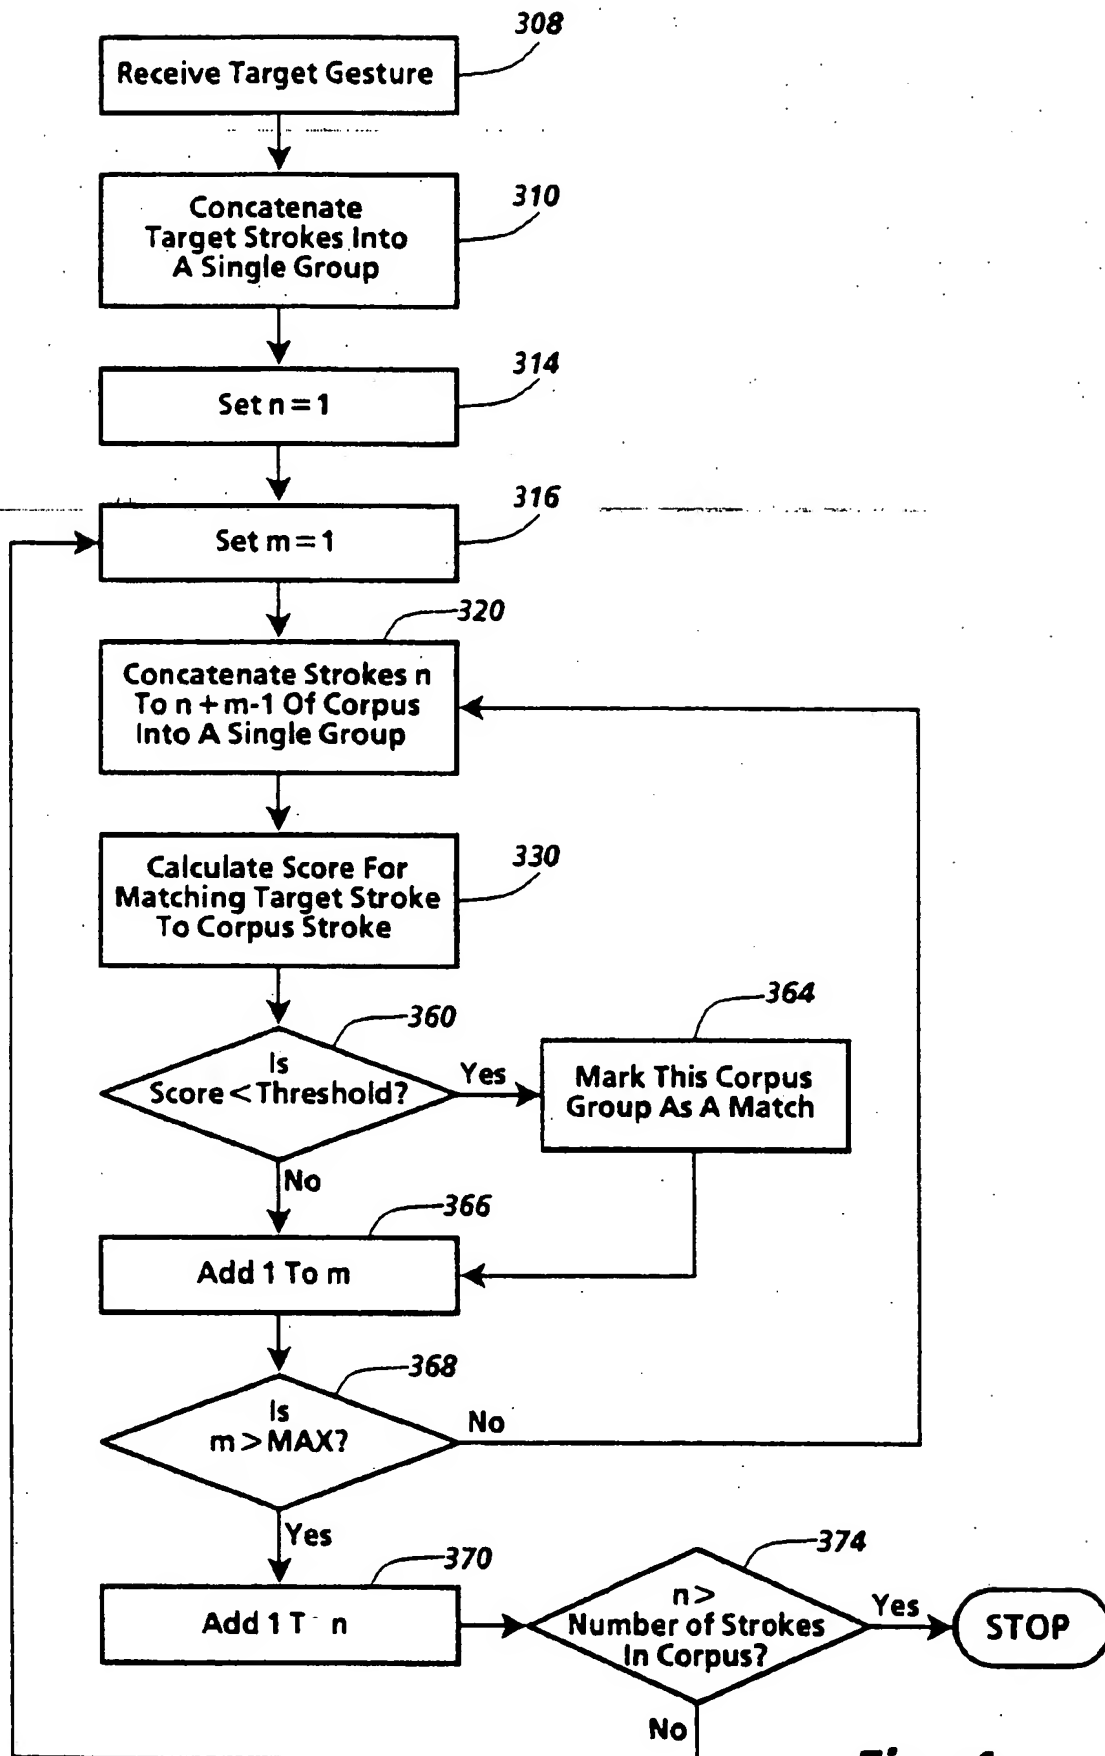 308
Receive Target Gesture
310
Concatenate
Target Strokes Into
A Single Group
314
Set n = 1
316
Set m = 1
320
Concatenate Strokes n
To n + m-1 Of Corpus
Into A Single Group
330
Calculate Score For
Matching Target Stroke
To Corpus Stroke
360
Is
Score < Threshold?
Yes
364
Mark This Corpus
Group As A Match
No
366
Add 1 To m
368
Is
m > MAX?
No
Yes
370
Add 1 T n
374
n >
Number of Strokes
In Corpus?
Yes
STOP
No